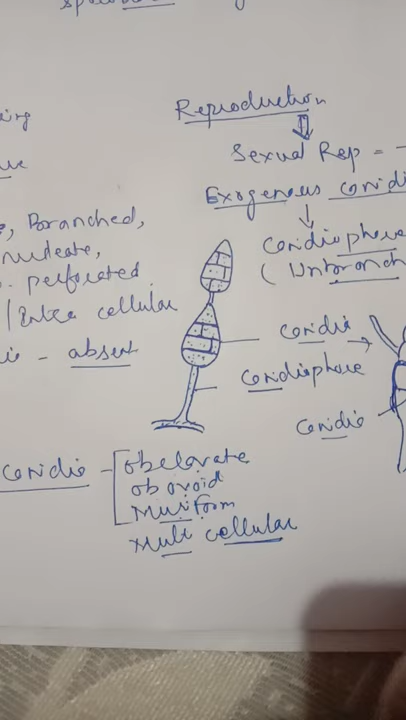 Reproduction
Sexual Rep = -
Exogenous conidi
Conidiophore
(Unbranch
Branched,
nucleate,
perforated
/ Intra cellular
- absent
conidia
conidiophore
conidia
conidia - obclavate
obovoid
Muriform
Multi cellular